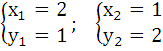 {x₁ = 2; {x₂ = 1
{y₁ = 1; {y₂ = 2